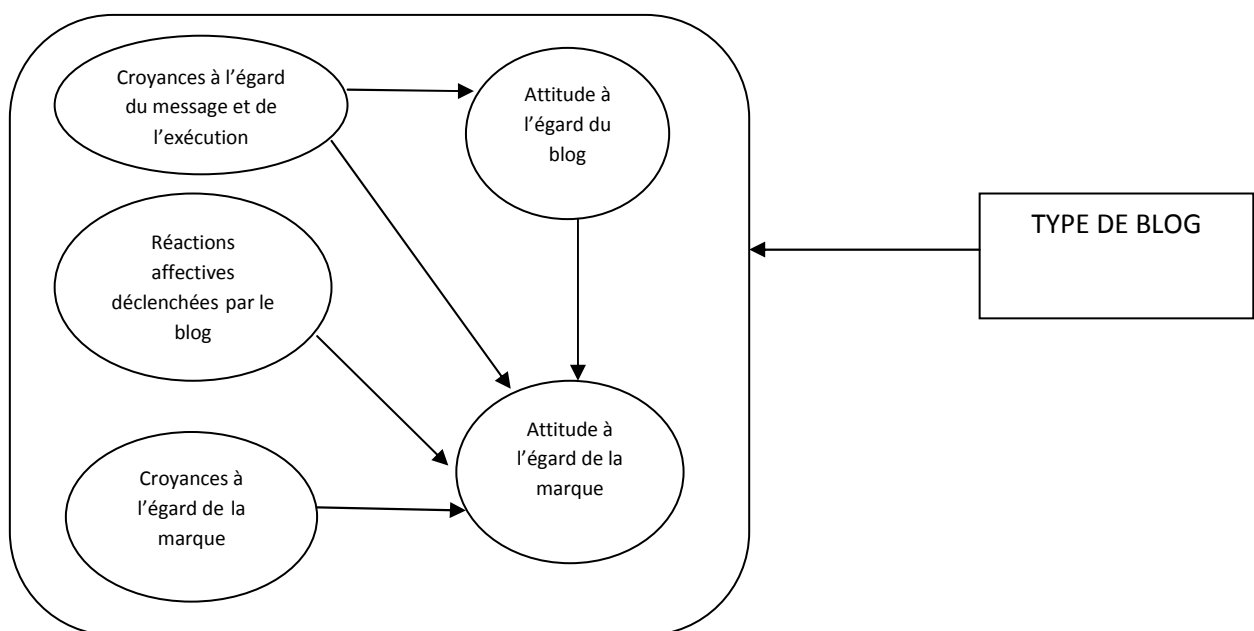 Croyances à l’égard
du message et de
l’exécution
Attitude à
l’égard du
blog
Réactions
affectives
déclenchées par le
blog
TYPE DE BLOG
Croyances à
l’égard de la
marque
Attitude à
l’égard de la
marque